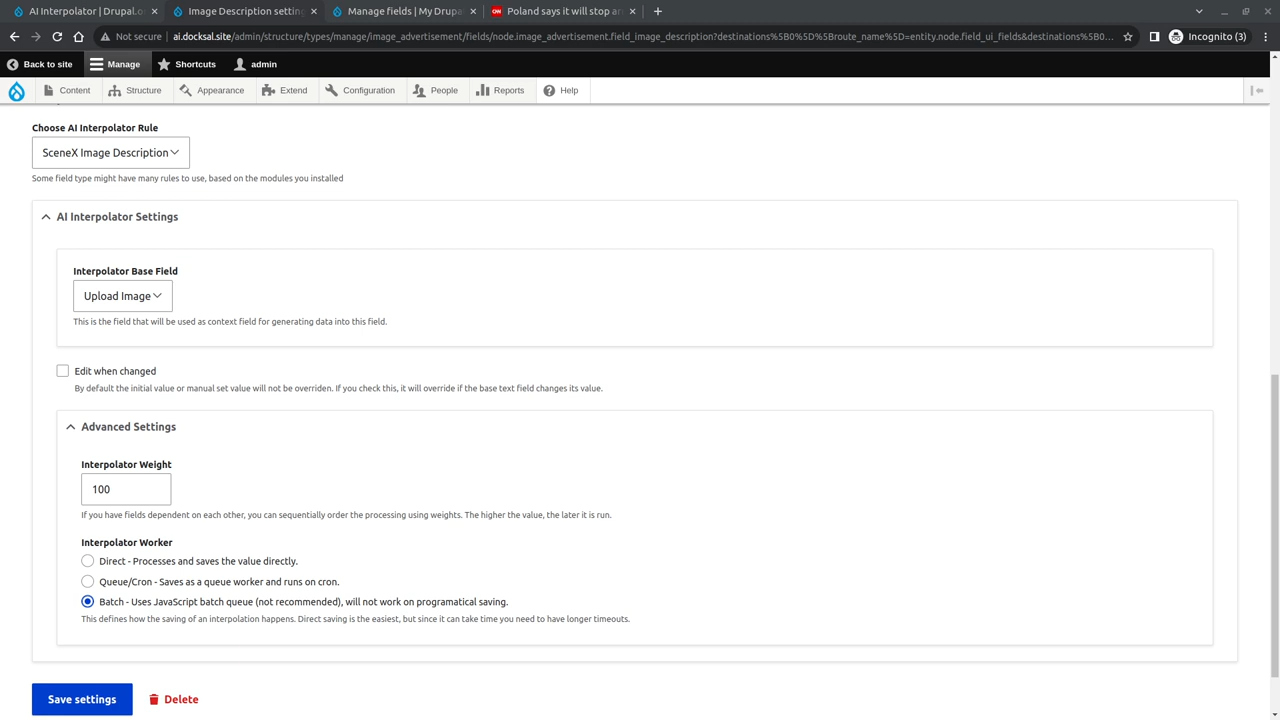 AI Interpolator | Drupal.or
Image Description settin
Manage fields | My Drupa
Poland says it will stop ar
Not secure
ai.docksal.site/admin/structure/types/manage/image_advertisement/fields/node.image_advertisement.field_image_description?destinations%5B0%5D%5Broute_name%5D=entity.node.field_ui_fields&destinations%5B0...
Incognito (3)
Back to site
Manage
Shortcuts
admin
Content
Structure
Appearance
Extend
Configuration
People
Reports
Help
Choose AI Interpolator Rule
SceneX Image Description
Some field type might have many rules to use, based on the modules you installed
AI Interpolator Settings
Interpolator Base Field
Upload Image
This is the field that will be used as context field for generating data into this field.
Edit when changed
By default the initial value or manual set value will not be overriden. If you check this, it will override if the base text field changes its value.
Advanced Settings
Interpolator Weight
100
If you have fields dependent on each other, you can sequentially order the processing using weights. The higher the value, the later it is run.
Interpolator Worker
Direct - Processes and saves the value directly.
Queue/Cron - Saves as a queue worker and runs on cron.
Batch - Uses JavaScript batch queue (not recommended), will not work on programatical saving.
This defines how the saving of an interpolation happens. Direct saving is the easiest, but since it can take time you need to have longer timeouts.
Save settings
Delete